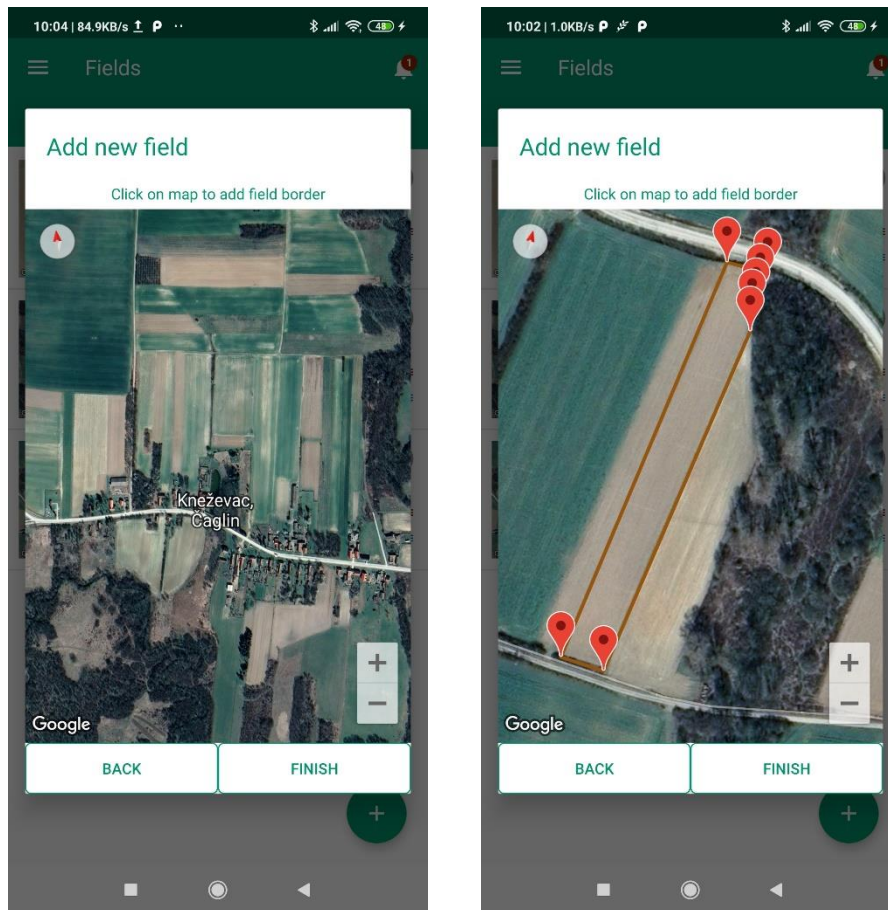 10:04 | 84.9KB/s
48
Fields
1
Add new field
Click on map to add field border
Kneževac,
Čaglin
+
−
Google
BACK
FINISH
+
10:02 | 1.0KB/s
48
Fields
1
Add new field
Click on map to add field border
+
−
Google
BACK
FINISH
+